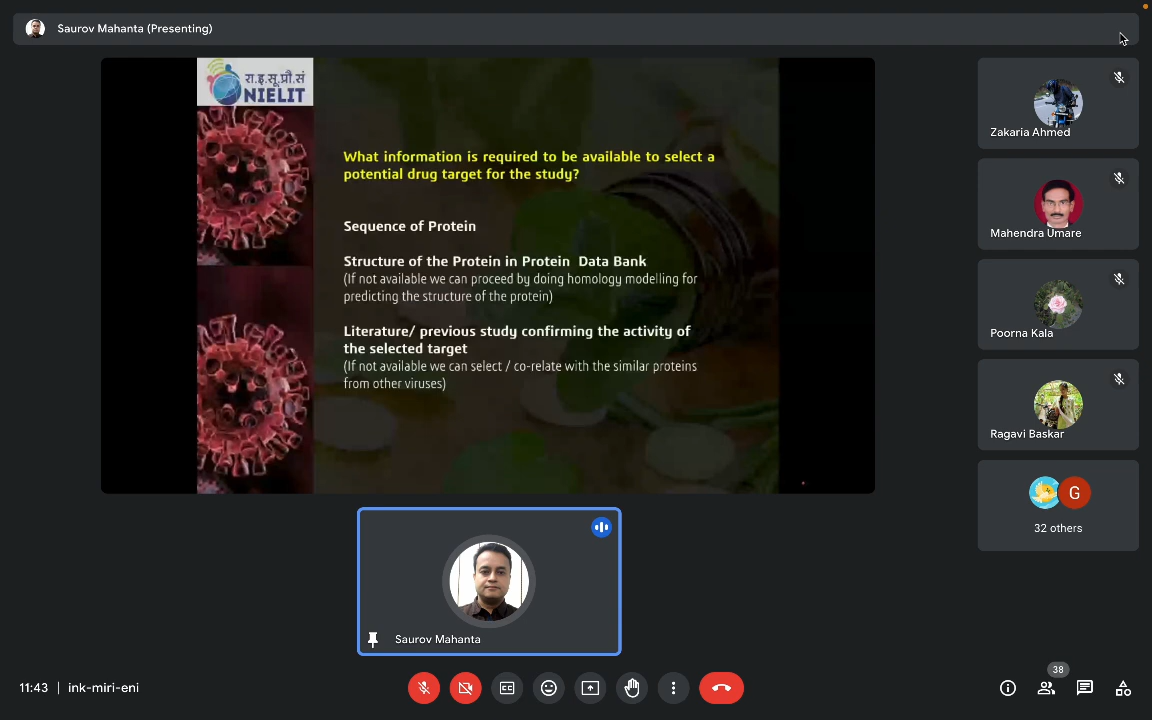 Saurov Mahanta (Presenting)
रा.इ.सू.प्रौ.सं
NIELIT
What information is required to be available to select a
potential drug target for the study?
Sequence of Protein
Structure of the Protein in Protein Data Bank
(If not available we can proceed by doing homology modelling for
predicting the structure of the protein)
Literature/ previous study confirming the activity of
the selected target
(If not available we can select / co-relate with the similar proteins
from other viruses)
Zakaria Ahmed
Mahendra Umare
Poorna Kala
Ragavi Baskar
G
32 others
Saurov Mahanta
11:43 | ink-miri-eni
CC
38